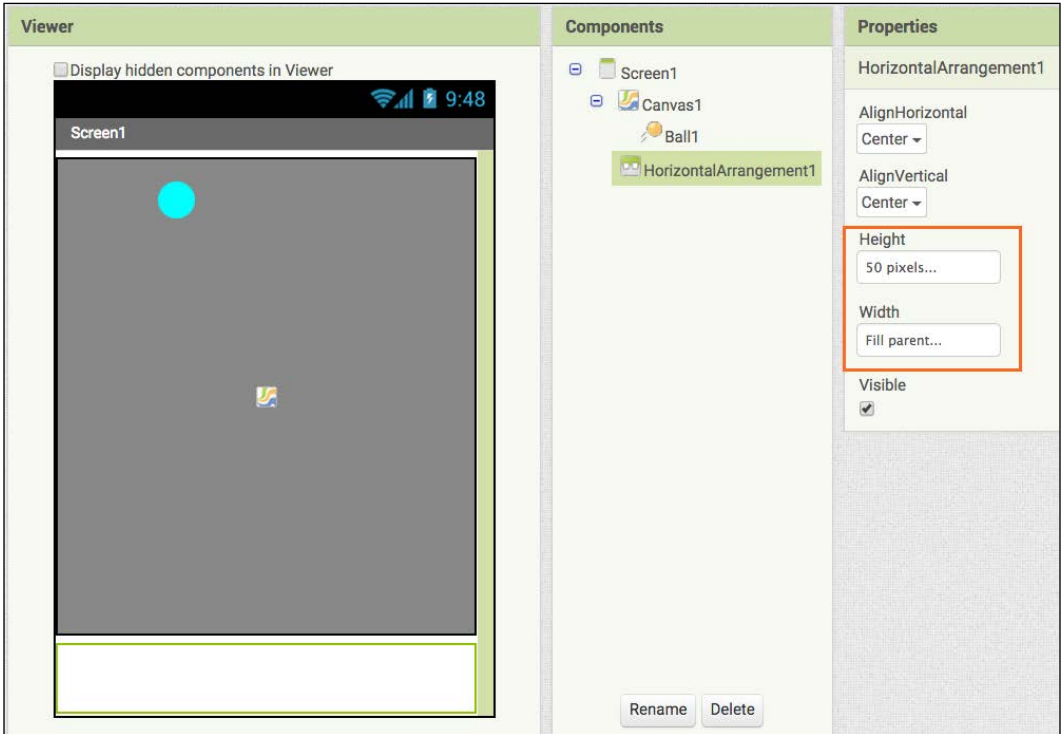 Viewer
Display hidden components in Viewer
9:48
Screen1
Components
Screen1
Canvas1
Ball1
HorizontalArrangement1
Rename
Delete
Properties
HorizontalArrangement1
AlignHorizontal
Center
AlignVertical
Center
Height
50 pixels...
Width
Fill parent...
Visible